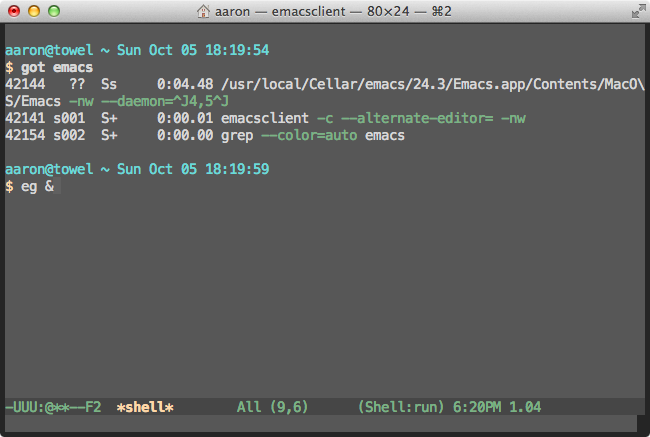 aaron — emacsclient — 80×24 — ⌘2
aaron@towel ~ Sun Oct 05 18:19:54
$ got emacs
42144   ??  Ss     0:04.48 /usr/local/Cellar/emacs/24.3/Emacs.app/Contents/MacO\
S/Emacs -nw --daemon=^J4,5^J
42141 s001  S+     0:00.01 emacsclient -c --alternate-editor= -nw
42154 s002  S+     0:00.00 grep --color=auto emacs
aaron@towel ~ Sun Oct 05 18:19:59
$ eg &
-UUU:@**--F2  *shell*        All (9,6)      (Shell:run) 6:20PM 1.04